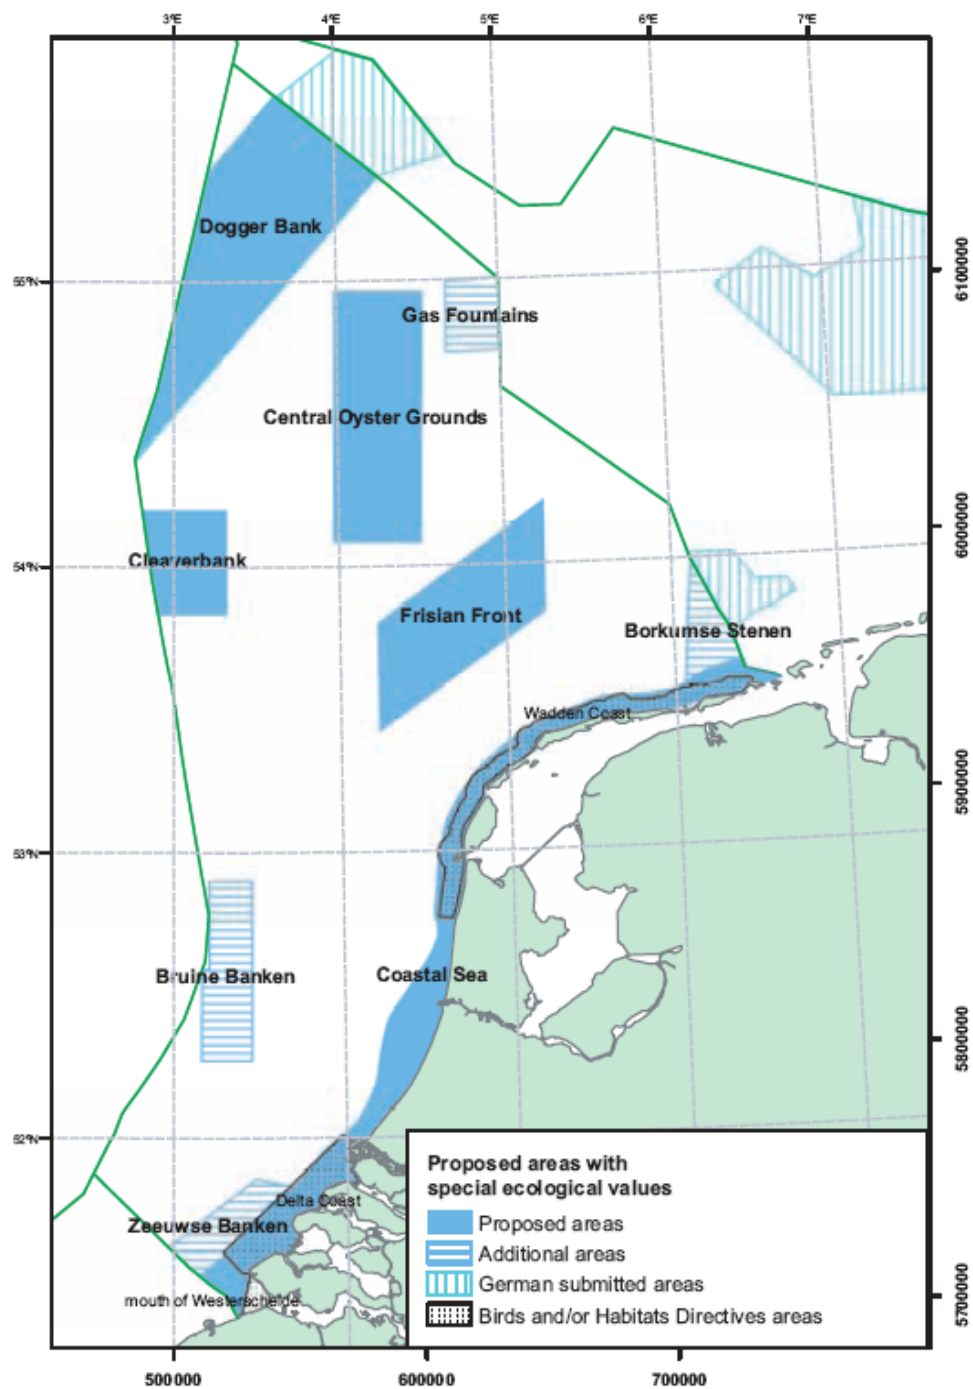 3°E 4°E 5°E 6°E 7°E
Dogger Bank
6100000
55°N
Gas Fountains
Central Oyster Grounds
6000000
Cleaverbank
54°N
Frisian Front
Borkumse Stenen
Wadden Coast
5900000
53°N
Bruine Banken
Coastal Sea
5800000
52°N
Proposed areas with
special ecological values
Delta Coast
Zeeuwse Banken
Proposed areas
Additional areas
German submitted areas
mouth of Westerschelde
Birds and/or Habitats Directives areas
5700000
500000 600000 700000